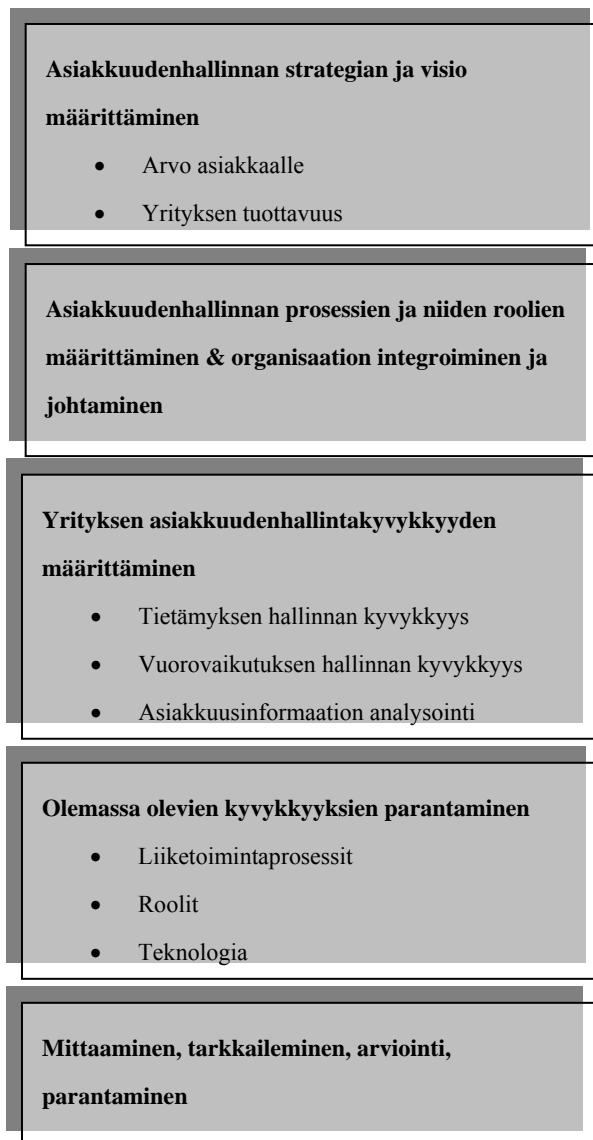 Asiakkuudenhallinnan strategian ja visio
määrittäminen
• Arvo asiakkaalle
• Yrityksen tuottavuus
Asiakkuudenhallinnan prosessien ja niiden roolien
määrittäminen & organisaation integroiminen ja
johtaminen
Yrityksen asiakkuudenhallintakyvykkyyden
määrittäminen
• Tietämyksen hallinnan kyvykkyys
• Vuorovaikutuksen hallinnan kyvykkyys
• Asiakkuusinformaation analysointi
Olemassa olevien kyvykkyyksien parantaminen
• Liiketoimintaprosessit
• Roolit
• Teknologia
Mittaaminen, tarkkaileminen, arviointi,
parantaminen